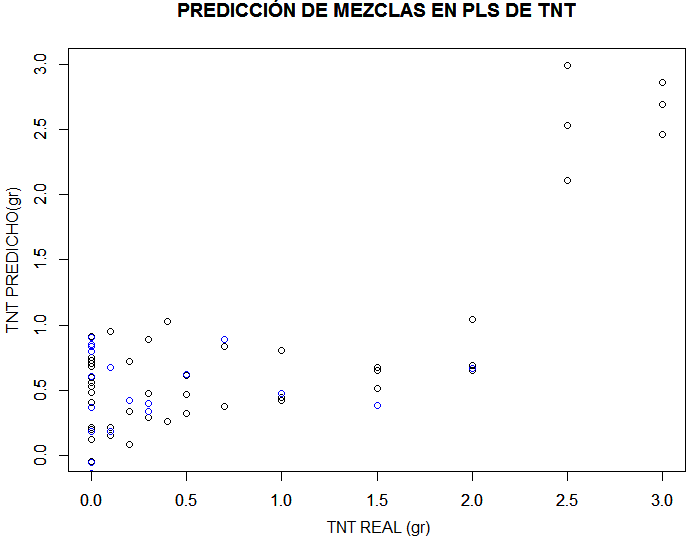 PREDICCIÓN DE MEZCLAS EN PLS DE TNT
3.0
2.5
2.0
1.5
1.0
0.5
0.0
TNT PREDICHO(gr)
0.0 0.5 1.0 1.5 2.0 2.5 3.0
TNT REAL (gr)